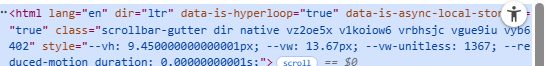 <html lang="en" dir="ltr" data-is-hyperloop="true" data-is-async-local-sto e=
"true" class="scrollbar-gutter dir native vz2oe5x v1koiow6 vrbhsjc vgue9iu vyb6
402" style="--vh: 9.450000000000001px; --vw: 13.67px; --vw-unitless: 1367; --re
duced-motion duration: 0.00000000001s;"> scroll == $0